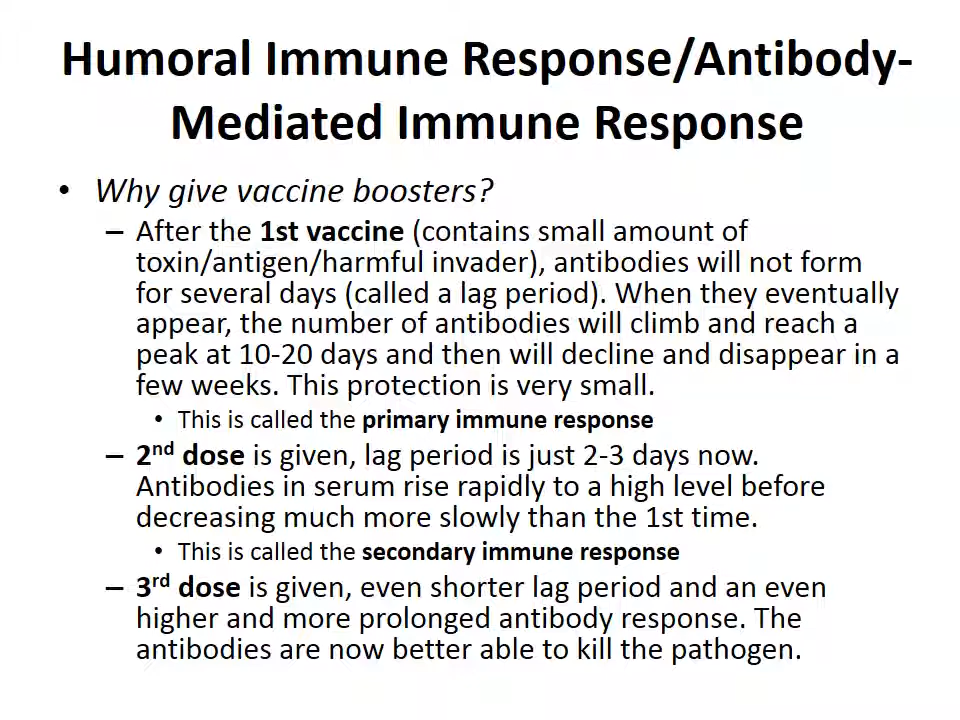 Humoral Immune Response/Antibody-
Mediated Immune Response
• Why give vaccine boosters?
– After the 1st vaccine (contains small amount of
toxin/antigen/harmful invader), antibodies will not form
for several days (called a lag period). When they eventually
appear, the number of antibodies will climb and reach a
peak at 10-20 days and then will decline and disappear in a
few weeks. This protection is very small.
• This is called the primary immune response
– 2nd dose is given, lag period is just 2-3 days now.
Antibodies in serum rise rapidly to a high level before
decreasing much more slowly than the 1st time.
• This is called the secondary immune response
– 3rd dose is given, even shorter lag period and an even
higher and more prolonged antibody response. The
antibodies are now better able to kill the pathogen.